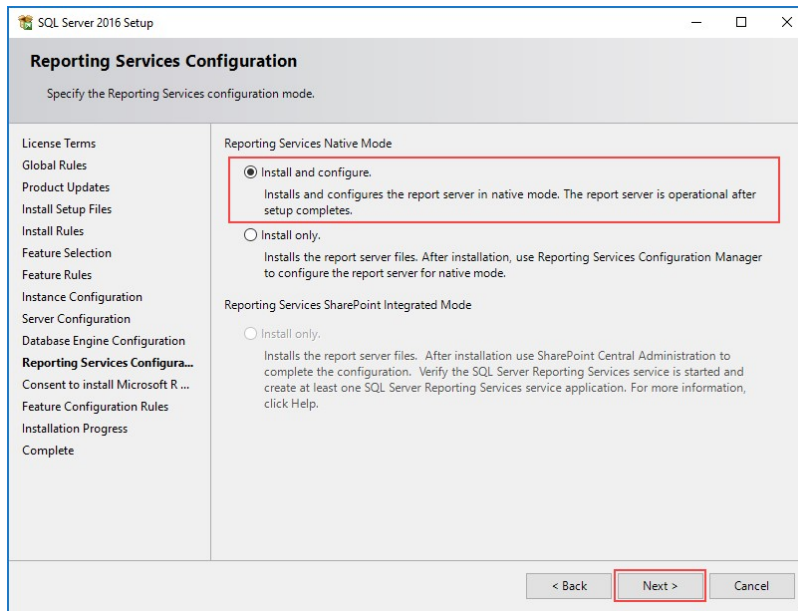 SQL Server 2016 Setup
Reporting Services Configuration
Specify the Reporting Services configuration mode.
License Terms
Global Rules
Product Updates
Install Setup Files
Install Rules
Feature Selection
Feature Rules
Instance Configuration
Server Configuration
Database Engine Configuration
Reporting Services Configura...
Consent to install Microsoft R ...
Feature Configuration Rules
Installation Progress
Complete
Reporting Services Native Mode
Install and configure.
Installs and configures the report server in native mode. The report server is operational after
setup completes.
Install only.
Installs the report server files. After installation, use Reporting Services Configuration Manager
to configure the report server for native mode.
Reporting Services SharePoint Integrated Mode
Install only.
Installs the report server files. After installation use SharePoint Central Administration to
complete the configuration. Verify the SQL Server Reporting Services service is started and
create at least one SQL Server Reporting Services service application. For more information,
click Help.
< Back
Next >
Cancel